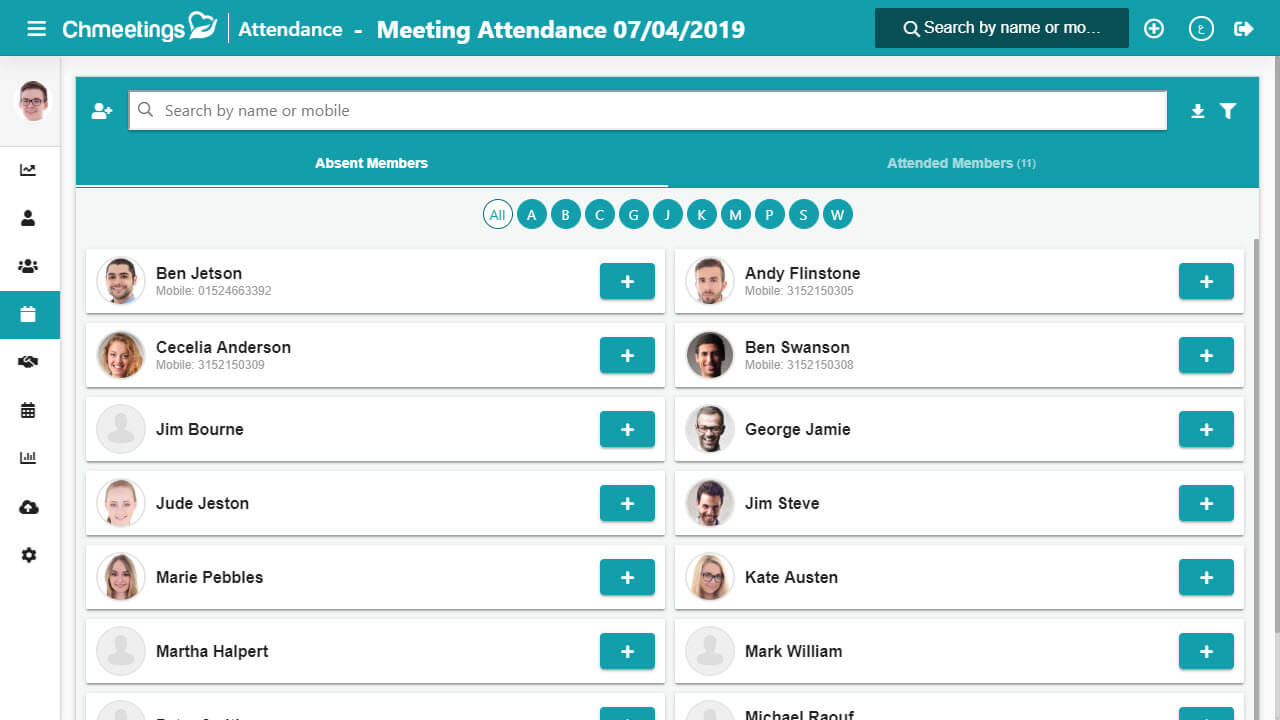 Chmeetings Attendance - Meeting Attendance 07/04/2019
Search by name or mo...
ع
Search by name or mobile
Absent Members
Attended Members (11)
All A B C G J K M P S W
Ben Jetson
Mobile: 01524663392
Andy Flinstone
Mobile: 3152150305
Cecelia Anderson
Mobile: 3152150309
Ben Swanson
Mobile: 3152150308
Jim Bourne
George Jamie
Jude Jeston
Jim Steve
Marie Pebbles
Kate Austen
Martha Halpert
Mark William
Michael Raouf